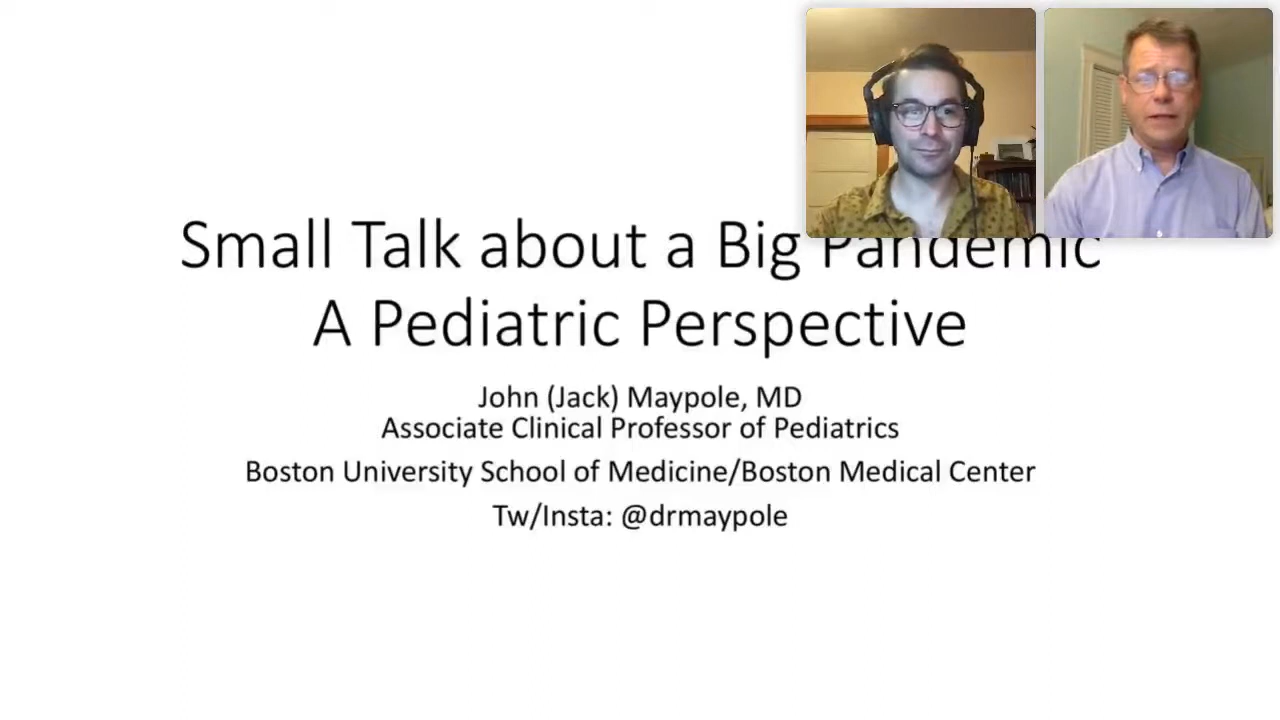 Small Talk about a Big Pandemic
A Pediatric Perspective
John (Jack) Maypole, MD
Associate Clinical Professor of Pediatrics
Boston University School of Medicine/Boston Medical Center
Tw/Insta: @drmaypole